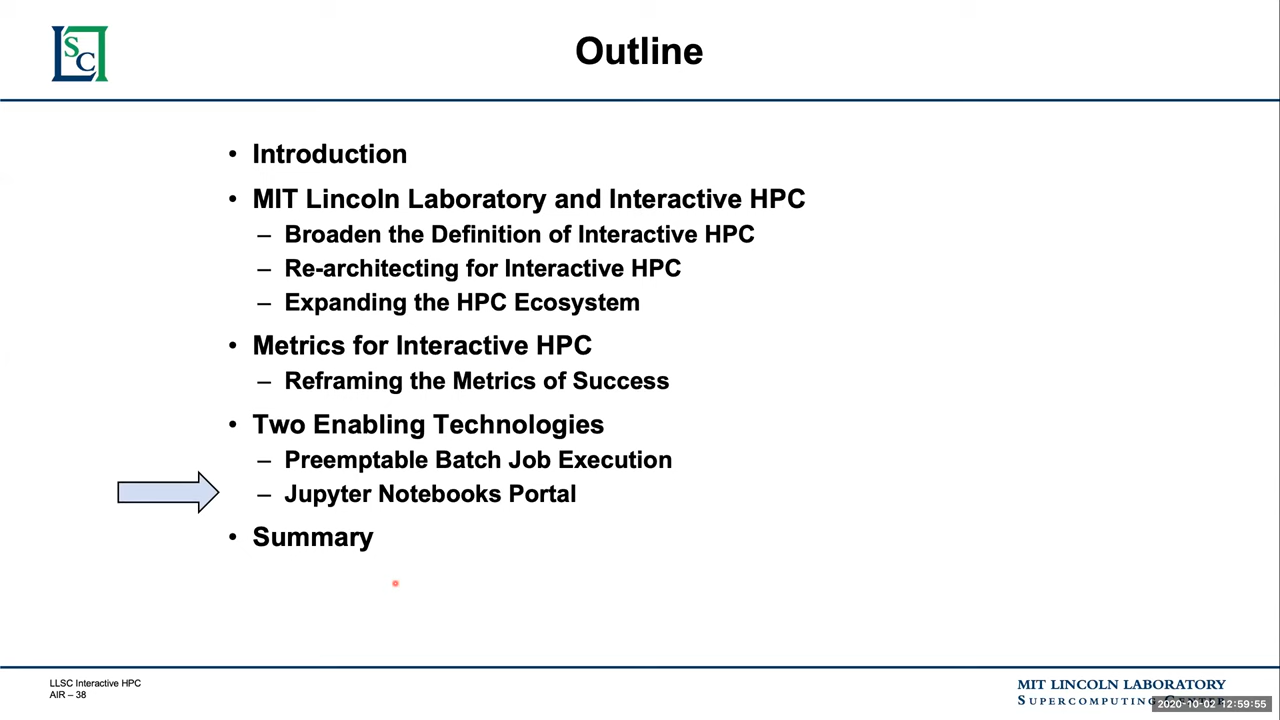 LSC
Outline
• Introduction
• MIT Lincoln Laboratory and Interactive HPC
– Broaden the Definition of Interactive HPC
– Re-architecting for Interactive HPC
– Expanding the HPC Ecosystem
• Metrics for Interactive HPC
– Reframing the Metrics of Success
• Two Enabling Technologies
– Preemptable Batch Job Execution
– Jupyter Notebooks Portal
• Summary
LLSC Interactive HPC
AIR – 38
MIT LINCOLN LABORATORY
SUPERCOMPUTING CENTER
2020-10-02 12:59:55